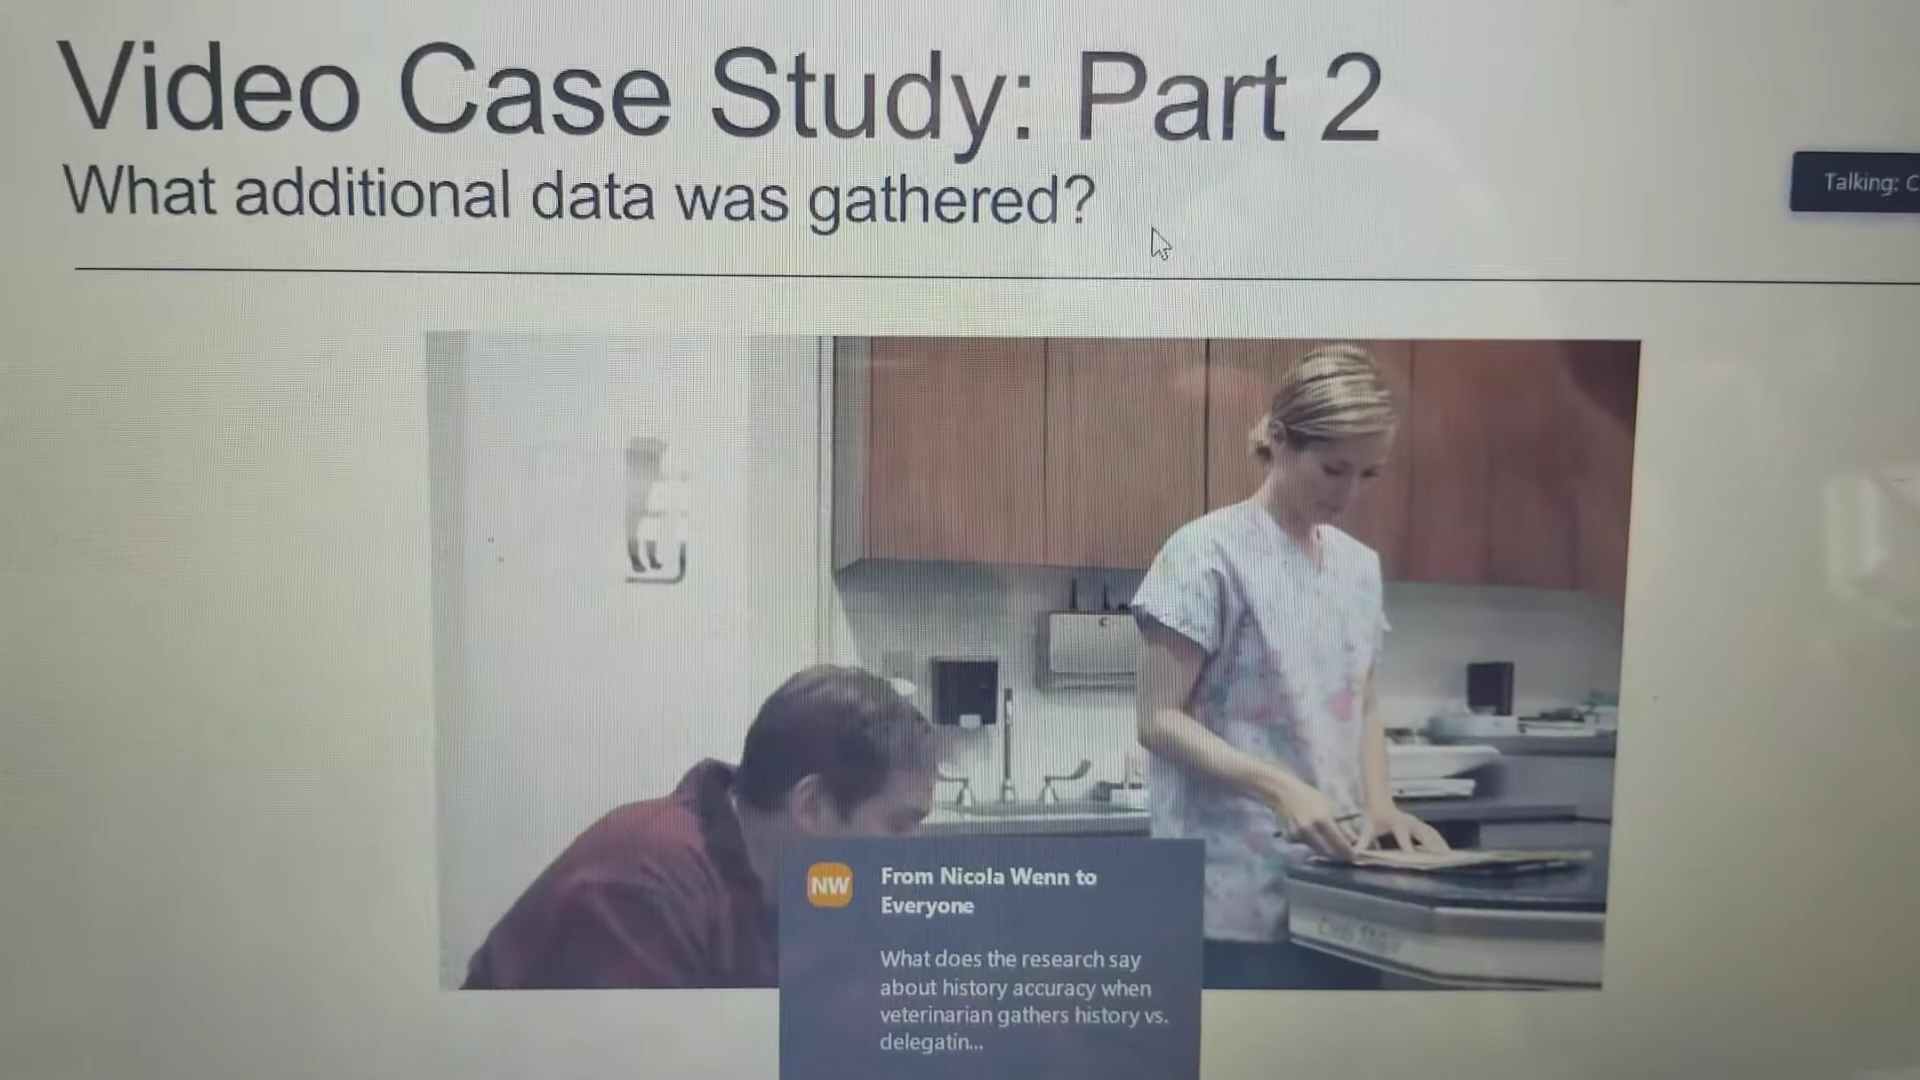 Video Case Study: Part 2
What additional data was gathered?
Talking: C
NW
From Nicola Wenn to
Everyone
What does the research say
about history accuracy when
veterinarian gathers history vs.
delegatin...